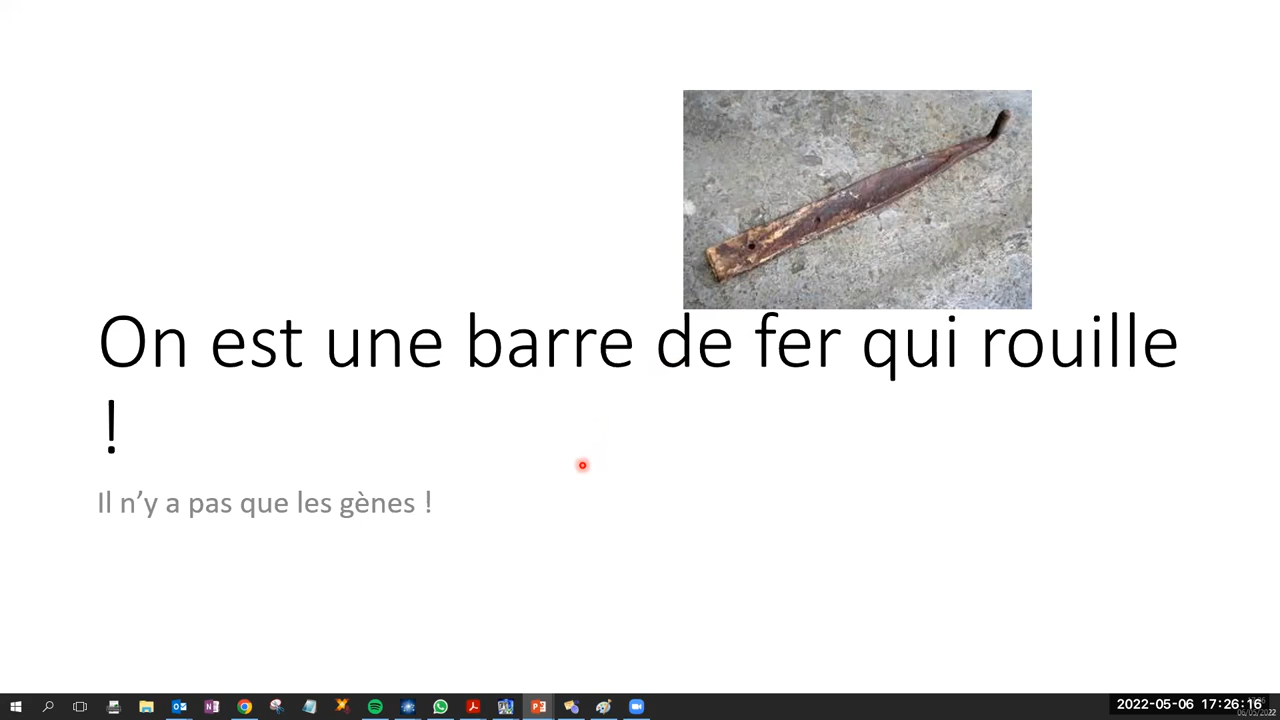 On est une barre de fer qui rouille
!
Il n’y a pas que les gènes !
2022-05-06 17:26:16